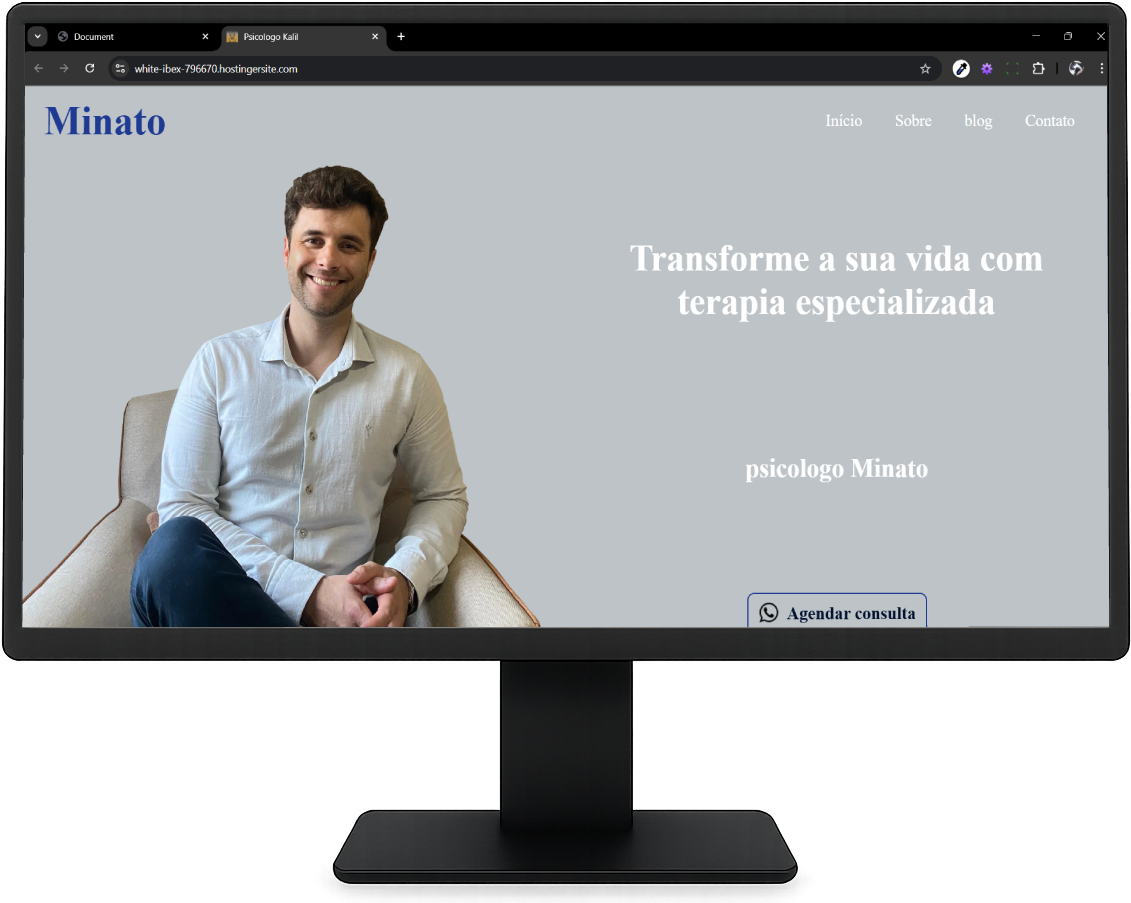 Document
Psicologo Kalil
white-ibex-796670.hostingersite.com
Minato
Início
Sobre
blog
Contato
Transforme a sua vida com
terapia especializada
psicologo Minato
Agendar consulta